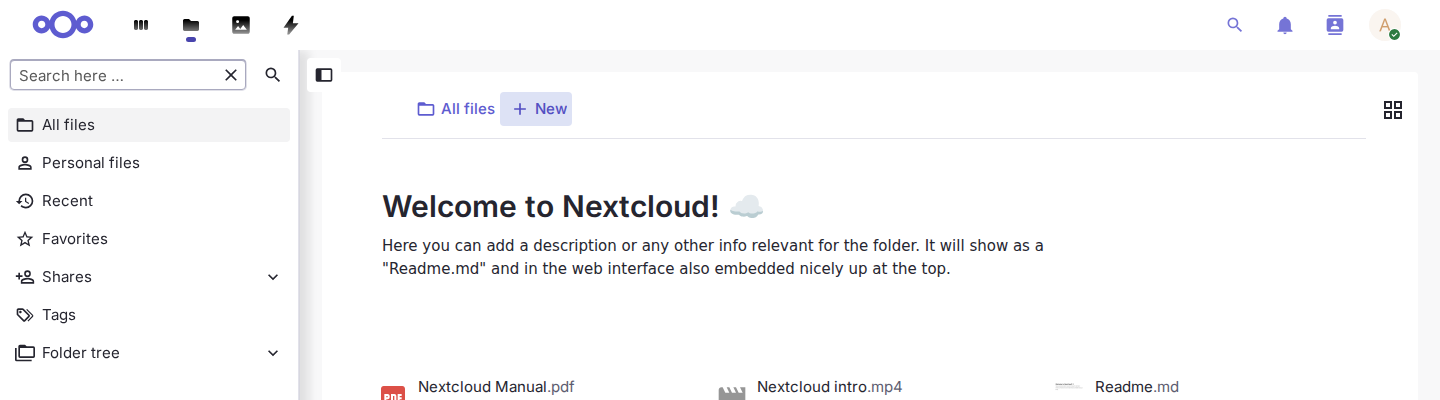 A
Search here ...
All files
Personal files
Recent
Favorites
Shares
Tags
Folder tree
All files
New
Welcome to Nextcloud! ☁️
Here you can add a description or any other info relevant for the folder. It will show as a
"Readme.md" and in the web interface also embedded nicely up at the top.
PDF
Nextcloud Manual.pdf
Nextcloud intro.mp4
Readme.md